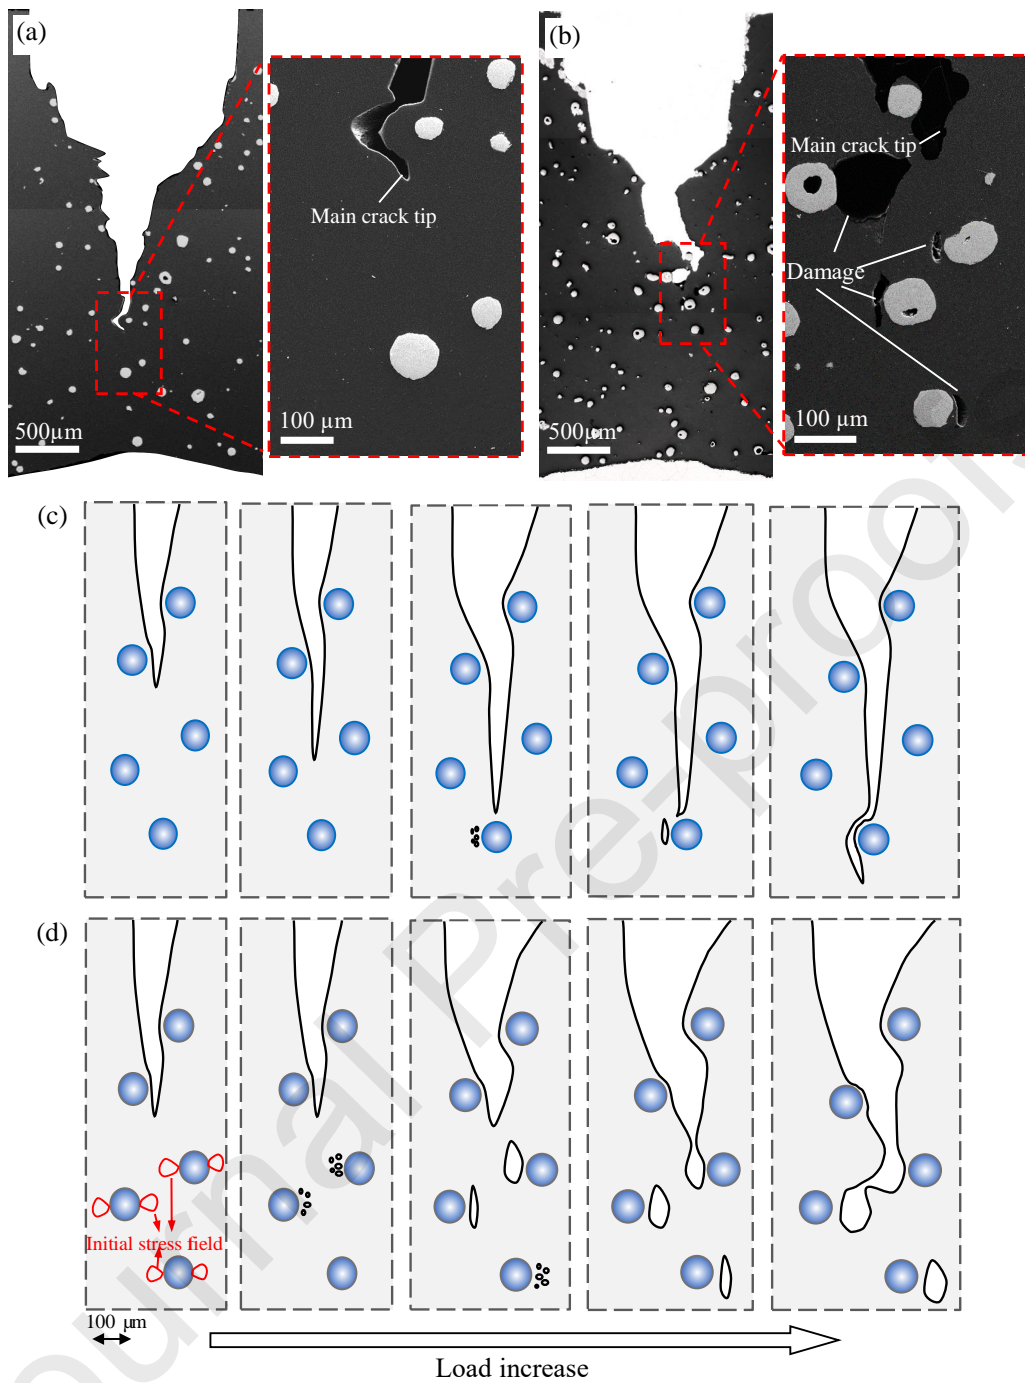 (a)
(b)
Main crack tip
Main crack tip
Damage
500μm
100 μm
500μm
100 μm
(c)
(d)
Initial stress field
100 μm
Load increase
Journal Pre-proof